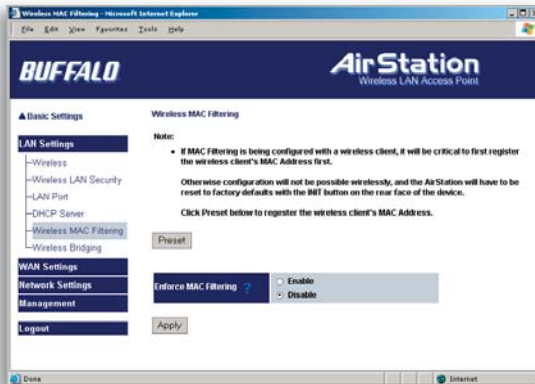 Wireless MAC Filtering - Microsoft Internet Explorer
File Edit View Favorites Tools Help
BUFFALO
AirStation
Wireless LAN Access Point
Basic Settings
LAN Settings
Wireless
Wireless LAN Security
LAN Port
DHCP Server
Wireless MAC Filtering
Wireless Bridging
WAN Settings
Network Settings
Management
Logout
Wireless MAC Filtering
Note:
• If MAC Filtering is being configured with a wireless client, it will be critical to first register
the wireless client's MAC Address first.
Otherwise configuration will not be possible wirelessly, and the AirStation will have to be
reset to factory defaults with the INIT button on the rear face of the device.
Click Preset below to regester the wireless client's MAC Address.
Preset
Enforce MAC Filtering ?
Enable
Disable
Apply
Done
Internet